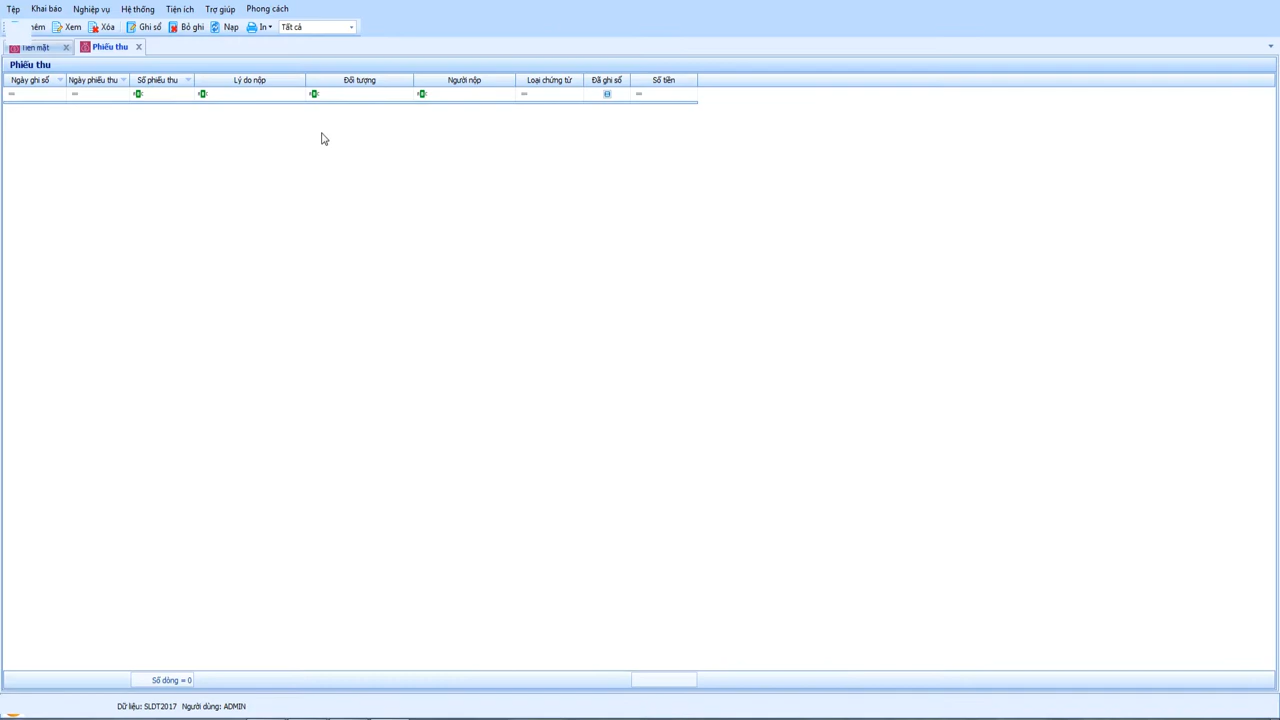 Tệp Khai báo Nghiệp vụ Hệ thống Tiện ích Trợ giúp Phong cách
Xem Xóa Ghi sổ Bỏ ghi Nạp In Tất cả
Tiền mặt Phiếu thu
Phiếu thu
Ngày ghi sổ Ngày phiếu thu Số phiếu thu Lý do nộp Đối tượng Người nộp Loại chứng từ Đã ghi sổ Số tiền
= = = =
Số dòng = 0
Dữ liệu: SLDT2017 Người dùng: ADMIN